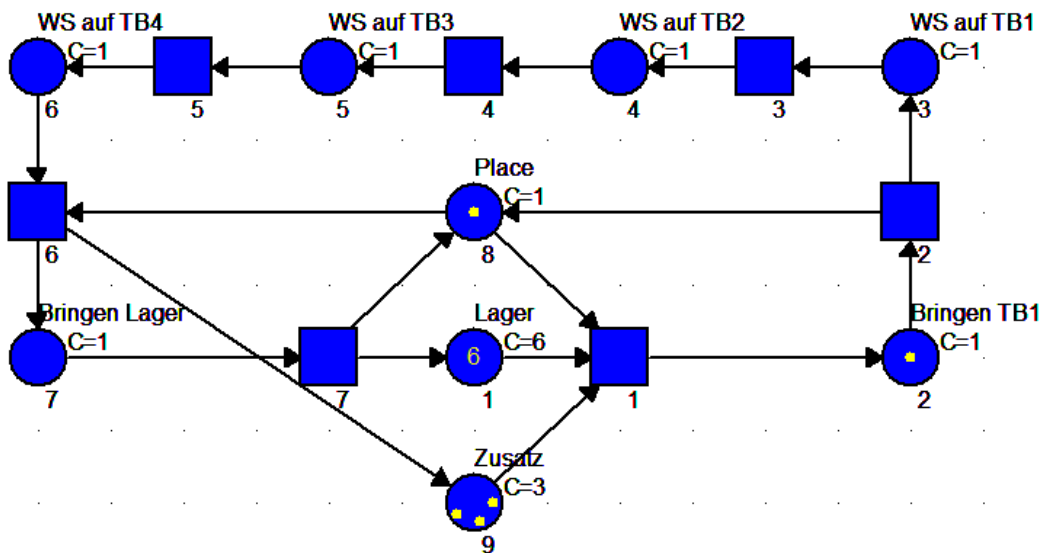 WS auf TB4 WS auf TB3 WS auf TB2 WS auf TB1
C=1 C=1 C=1 C=1
6 5 5 4 4 3 3
Place
C=1
6 8 2
Bringen Lager Lager Bringen TB1
C=1 6 C=6 C=1
7 7 1 1 2
Zusatz
C=3
9